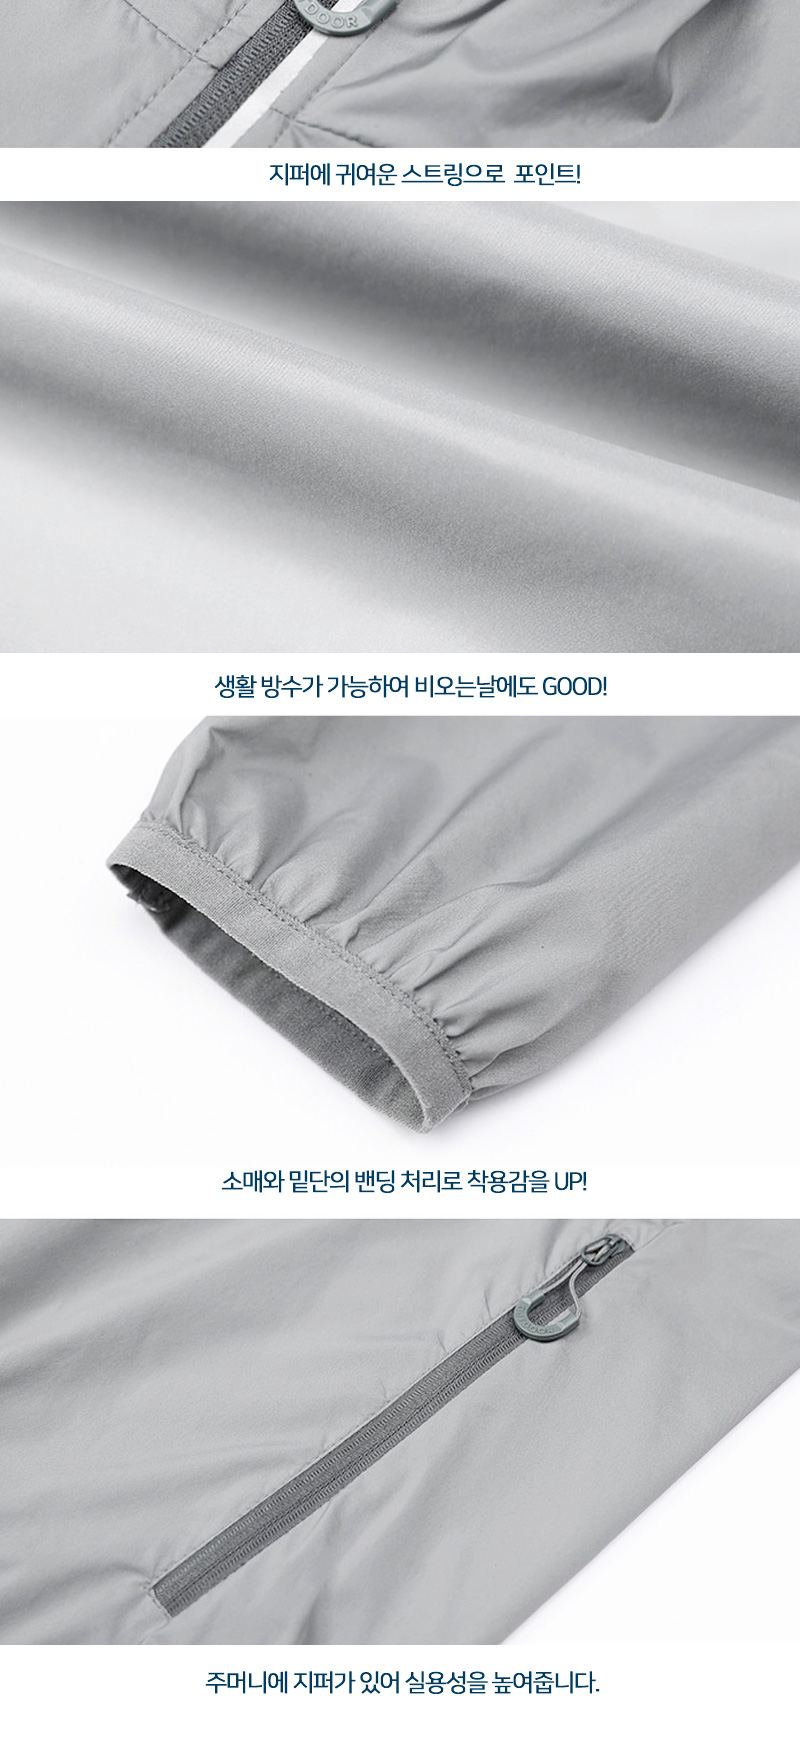 DOOR
지퍼에 귀여운 스트링으로 포인트!
생활 방수가 가능하여 비오는날에도 GOOD!
소매와 밑단의 밴딩 처리로 착용감을 UP!
주머니에 지퍼가 있어 실용성을 높여줍니다.